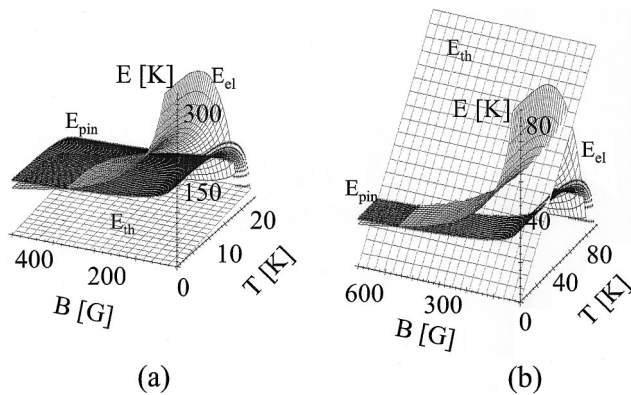 E [K]
E_el
300
E_pin
150
E_th
20
10
0
T [K]
400
200
B [G]
(a)
E_th
E [K]
80
E_el
E_pin
40
80
40
0
T [K]
600
300
B [G]
(b)